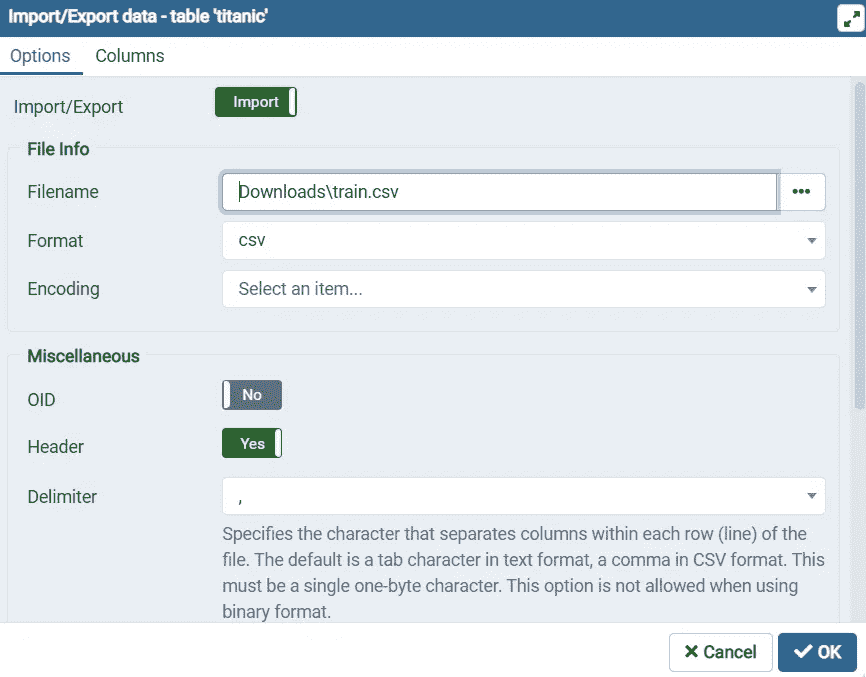 Import/Export data - table 'titanic'
Options Columns
Import/Export Import
File Info
Filename Downloads\train.csv •••
Format csv
Encoding Select an item...
Miscellaneous
OID No
Header Yes
Delimiter ,
Specifies the character that separates columns within each row (line) of the
file. The default is a tab character in text format, a comma in CSV format. This
must be a single one-byte character. This option is not allowed when using
binary format.
Cancel OK